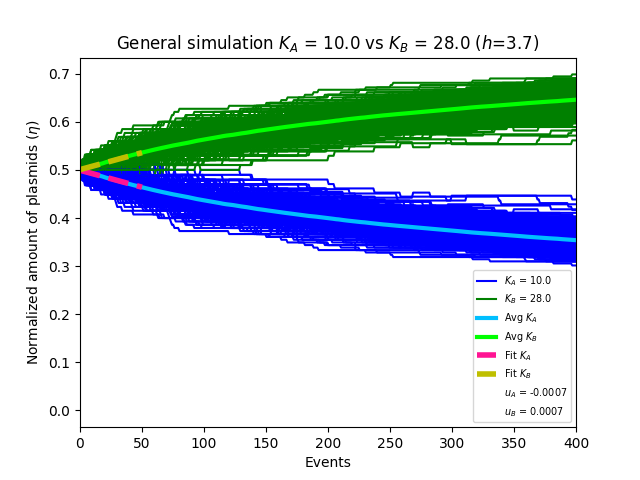 General simulation K_A = 10.0 vs K_B = 28.0 (h=3.7)
Normalized amount of plasmids (η)
0.7
0.6
0.5
0.4
0.3
0.2
0.1
0.0
0 50 100 150 200 250 300 350 400
Events
K_A = 10.0
K_B = 28.0
Avg K_A
Avg K_B
Fit K_A
Fit K_B
u_A = -0.0007
u_B = 0.0007